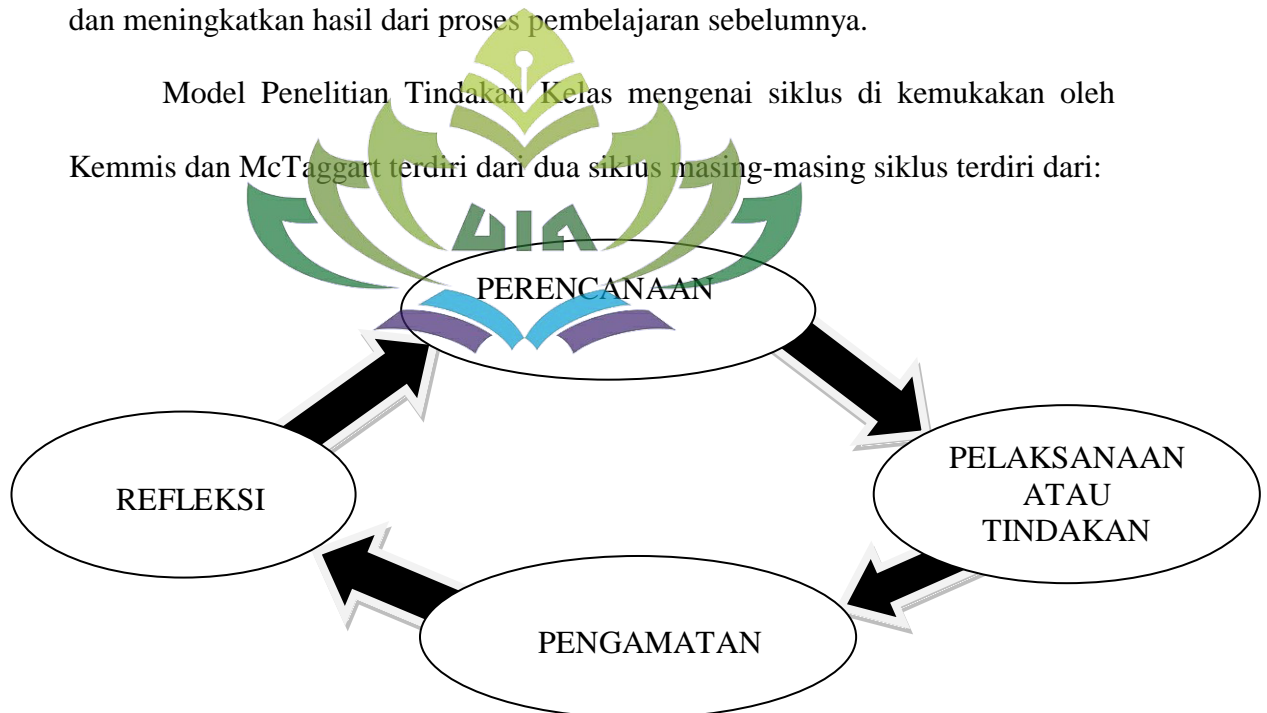 dan meningkatkan hasil dari proses pembelajaran sebelumnya.
Model Penelitian Tindakan Kelas mengenai siklus di kemukakan oleh
Kemmis dan McTaggart terdiri dari dua siklus masing-masing siklus terdiri dari:
PERENCANAAN
PELAKSANAAN
ATAU
TINDAKAN
REFLEKSI
PENGAMATAN